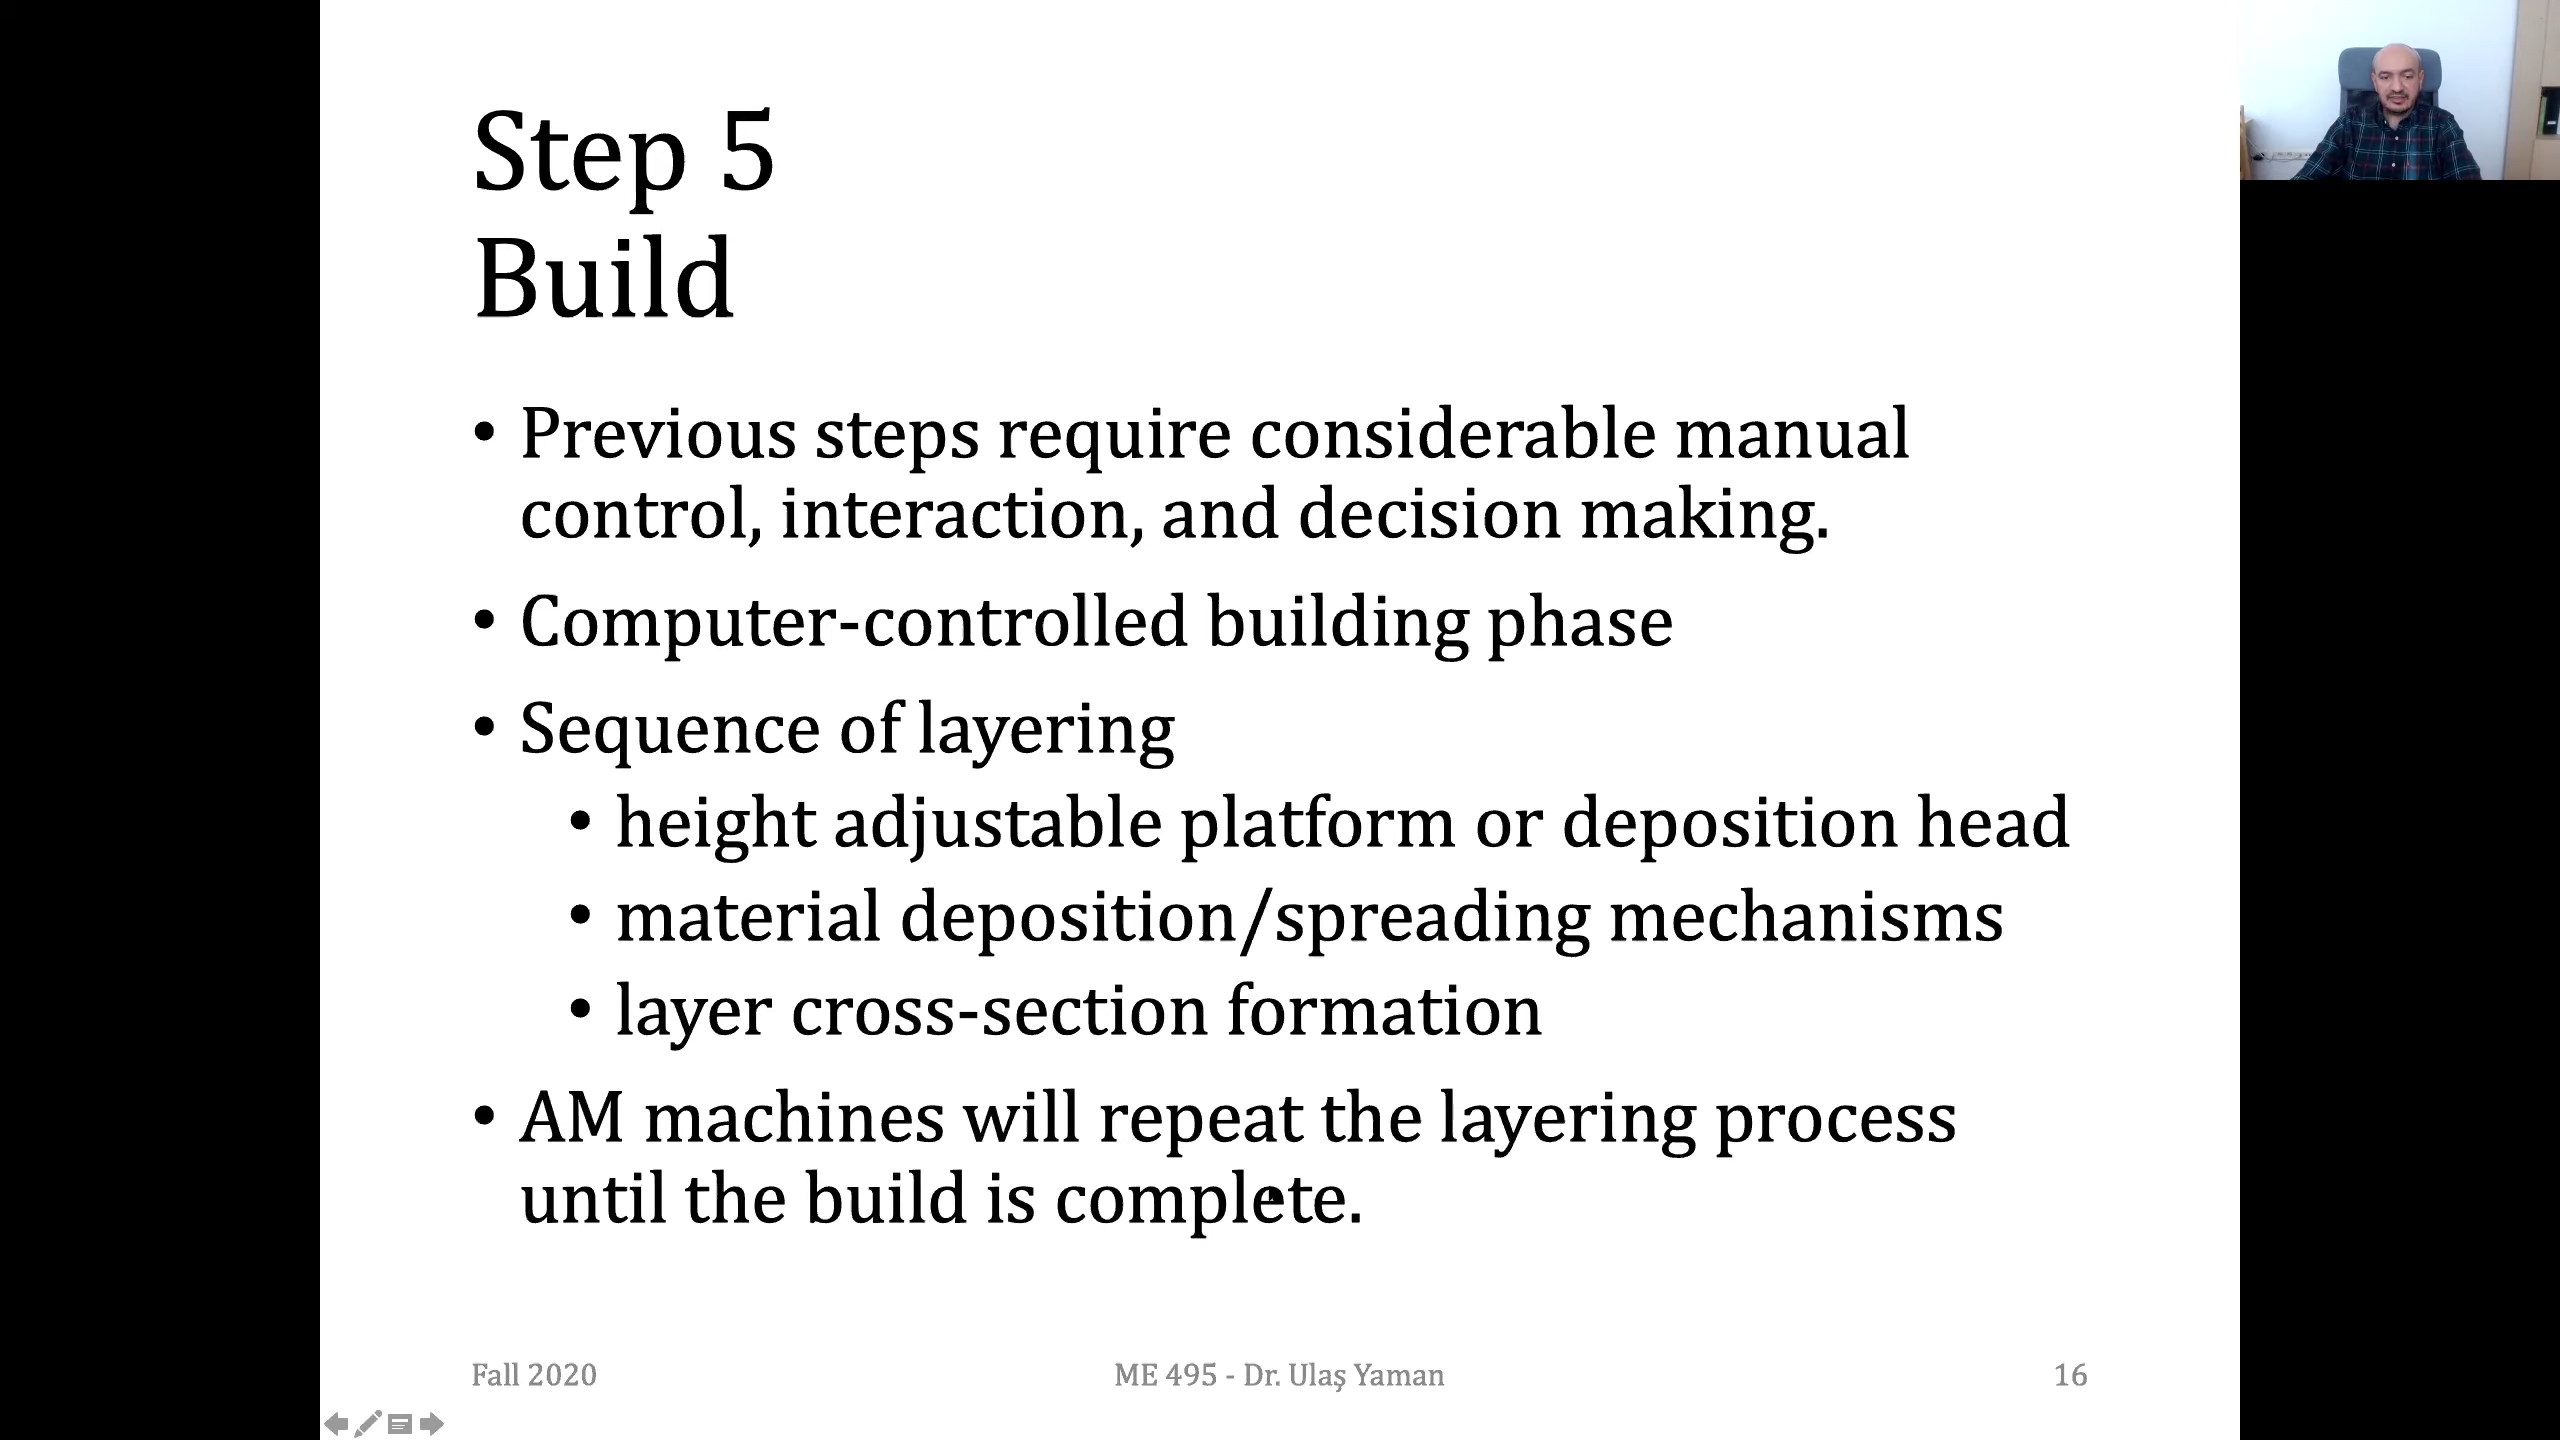 Step 5
Build
• Previous steps require considerable manual
control, interaction, and decision making.
• Computer-controlled building phase
• Sequence of layering
• height adjustable platform or deposition head
• material deposition/spreading mechanisms
• layer cross-section formation
• AM machines will repeat the layering process
until the build is complete.
Fall 2020
ME 495 - Dr. Ulaş Yaman
16